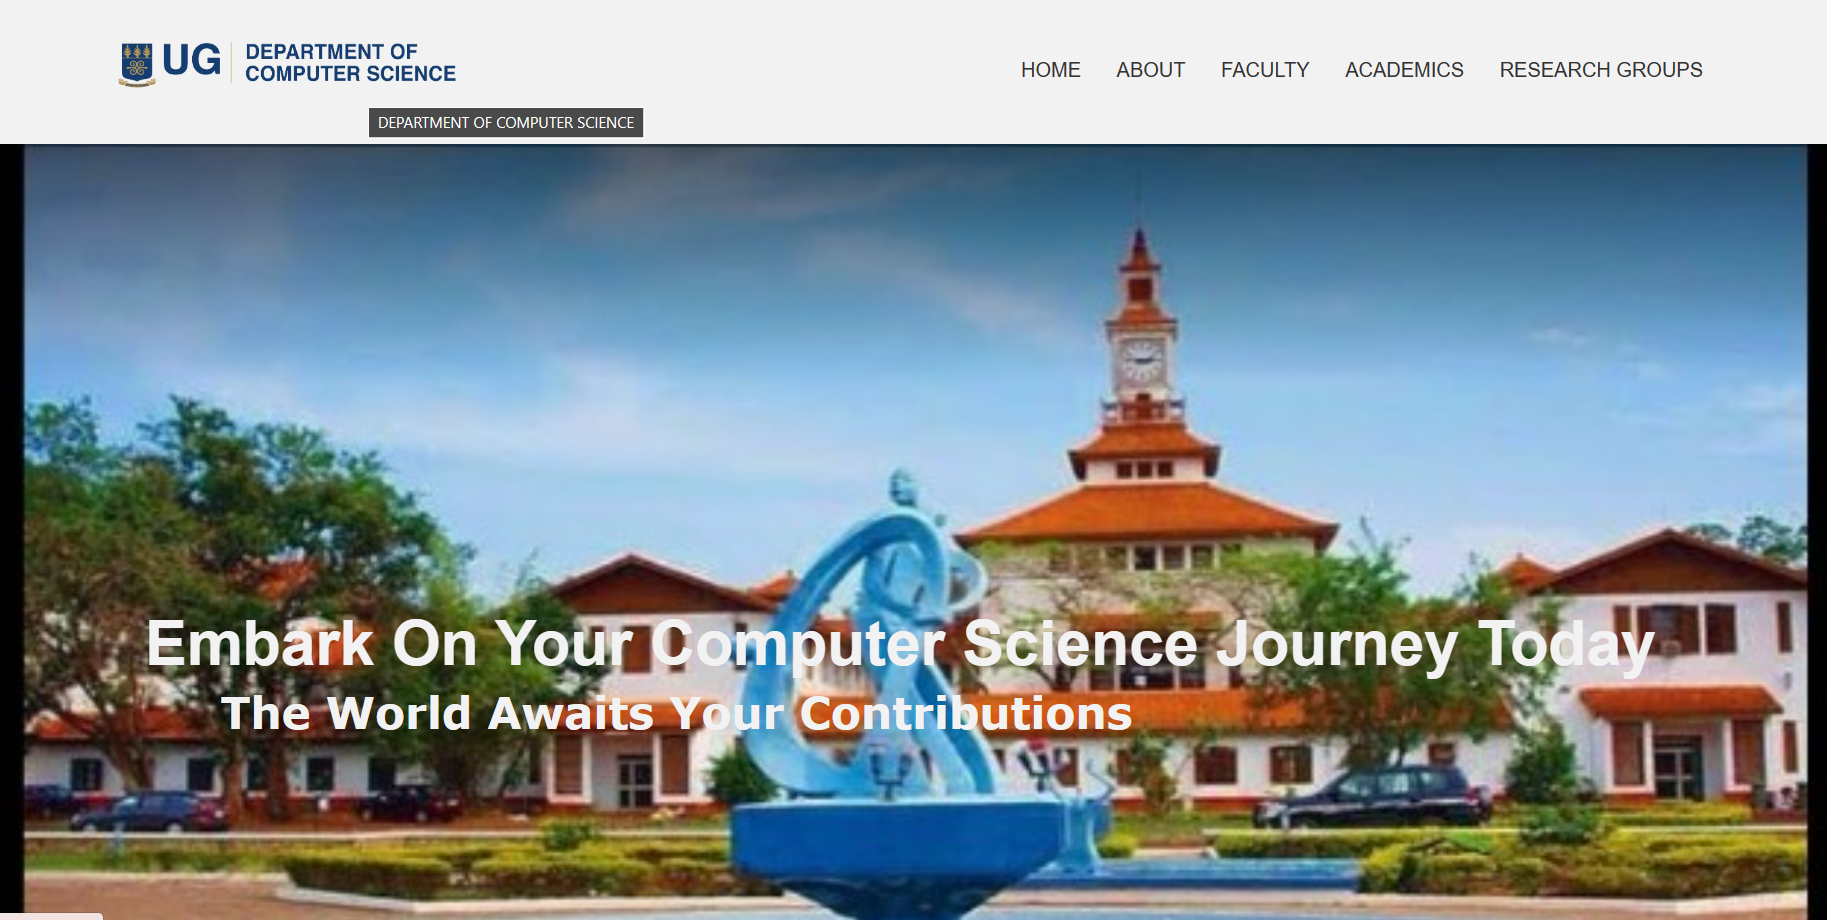 UG
DEPARTMENT OF
COMPUTER SCIENCE
HOME ABOUT FACULTY ACADEMICS RESEARCH GROUPS
DEPARTMENT OF COMPUTER SCIENCE
Embark On Your Computer Science Journey Today
The World Awaits Your Contributions